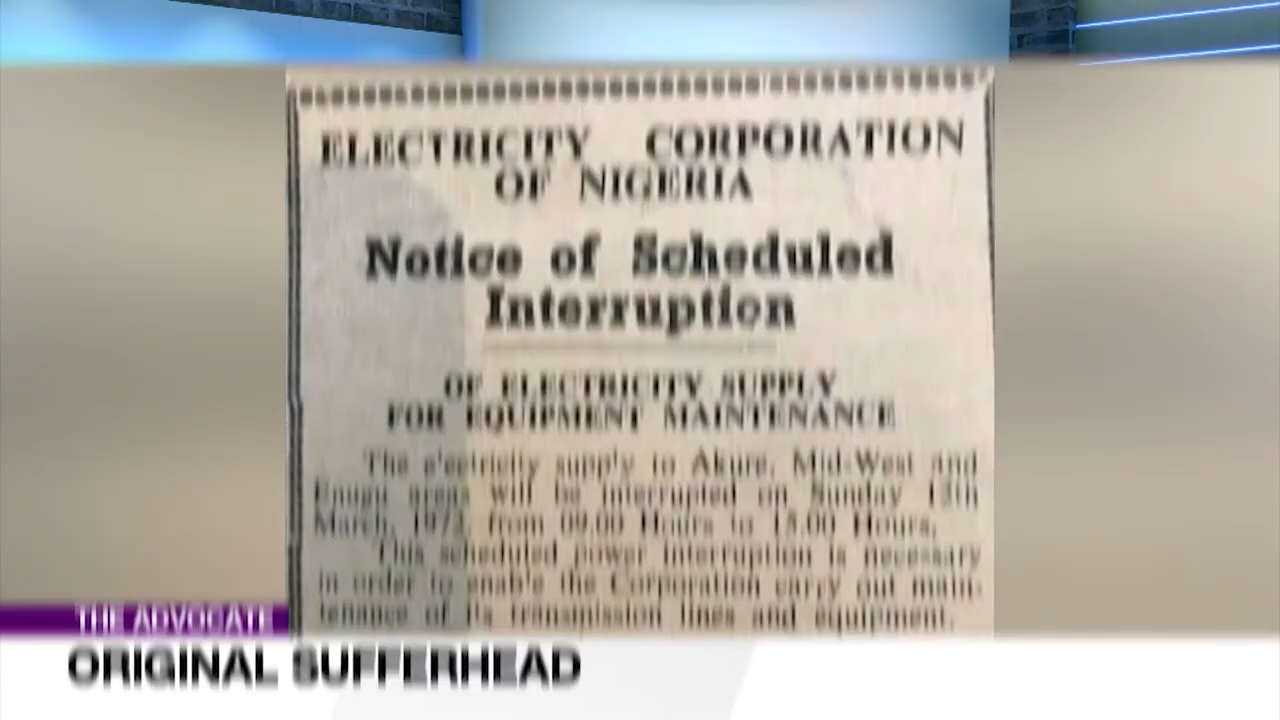 ELECTRICITY CORPORATION
OF NIGERIA
Notice of Scheduled
Interruption
OF ELECTRICITY SUPPLY
FOR EQUIPMENT MAINTENANCE
The electricity supply to Akure, Mid-West and
Enugu areas will be interrupted on Sunday 12th
March, 1972 from 09.00 Hours to 15.00 Hours.
This scheduled power interruption is necessary
in order to enable the Corporation carry out main-
tenance of its transmission lines and equipment.
THE ADVOCATE
ORIGINAL SUFFERHEAD